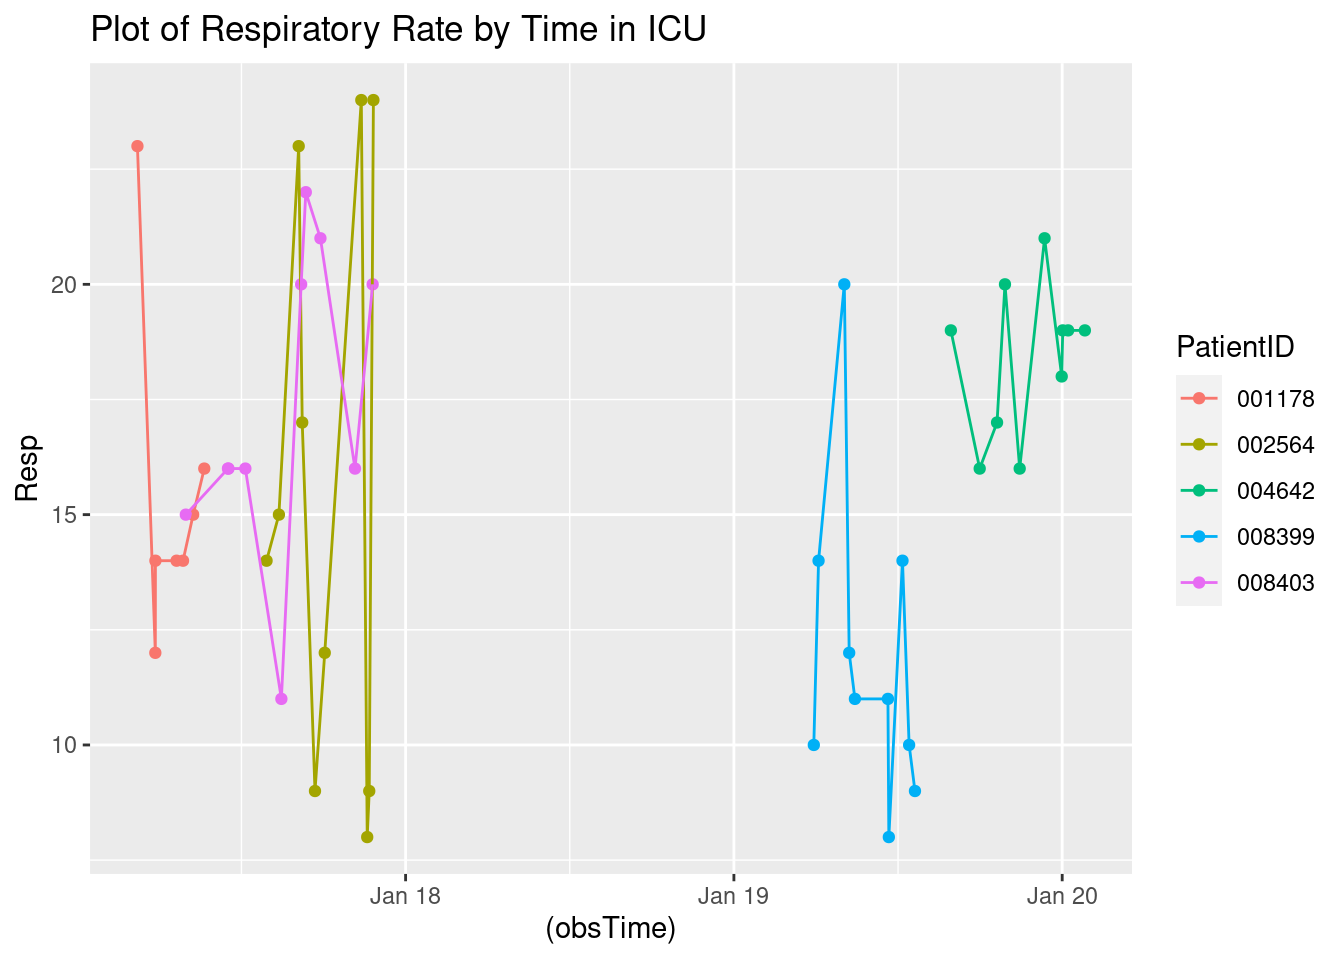 Plot of Respiratory Rate by Time in ICU
Resp
20
15
10
Jan 18
Jan 19
Jan 20
(obsTime)
PatientID
001178
002564
004642
008399
008403